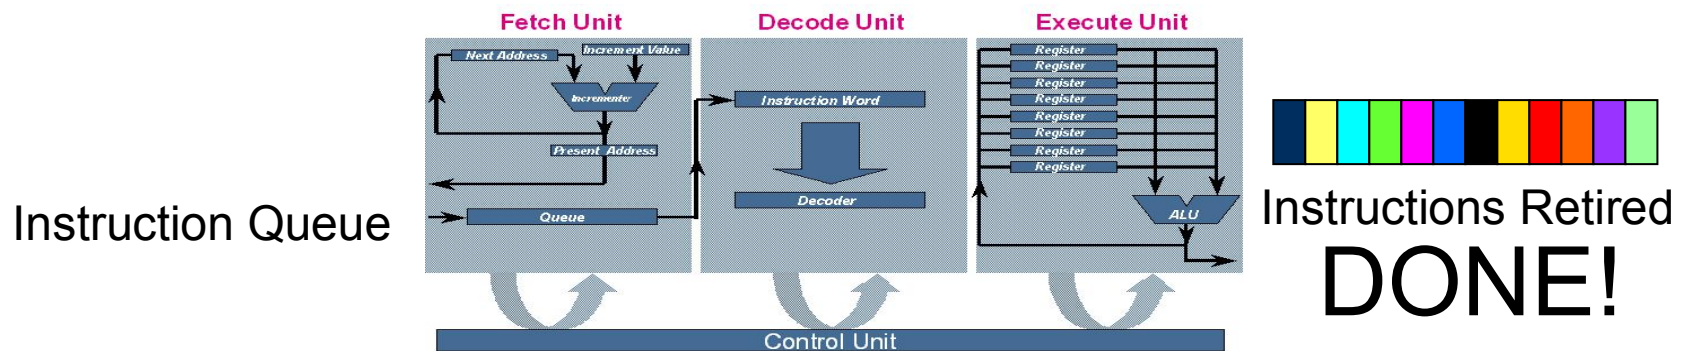 Fetch Unit
Decode Unit
Execute Unit
Next Address
Increment Value
Incrementer
Present Address
Queue
Instruction Word
Decoder
Register
Register
Register
Register
Register
Register
Register
Register
ALU
Instruction Queue
Instructions Retired
DONE!
Control Unit